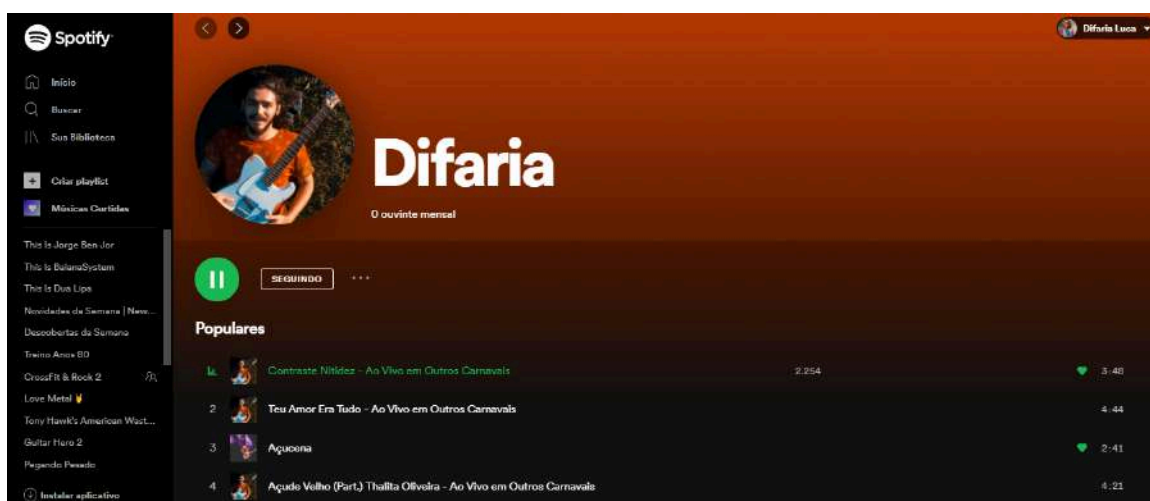 Spotify
Início
Buscar
Sua Biblioteca
Criar playlist
Músicas Curtidas
This Is Jorge Ben Jor
This Is BaianaSystem
This Is Dua Lipa
Novidades da Semana | New...
Descobertas da Semana
Treino Anos 80
CrossFit & Rock 2
Love Metal 🤘
Tony Hawk's American Wast...
Guitar Hero 2
Pegando Pesado
Instalar aplicativo
Difaria Luca
Difaria
0 ouvinte mensal
SEGUINDO
Populares
Contraste Nitidez - Ao Vivo em Outros Carnavais 2.254 3:48
2 Teu Amor Era Tudo - Ao Vivo em Outros Carnavais 4:44
3 Açucena 2:41
4 Açude Velho (Part.) Thalita Oliveira - Ao Vivo em Outros Carnavais 4:21